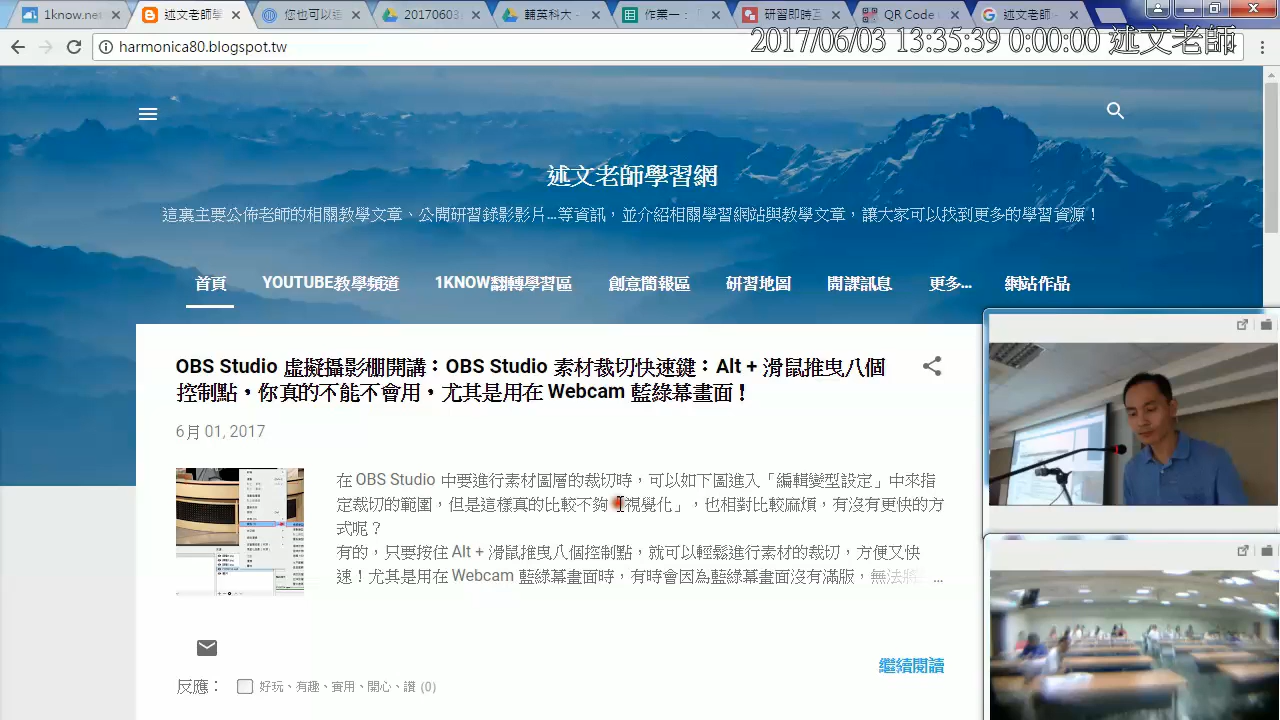 1know.net
述文老師學
您也可以這
20170603
輔英科大 -
作業一：
研習即時互
QR Code
述文老師 -
harmonica80.blogspot.tw
2017/06/03 13:35:39 0:00:00 述文老師
述文老師學習網
這裏主要公佈老師的相關教學文章、公開研習錄影影片...等資訊，並介紹相關學習網站與教學文章，讓大家可以找到更多的學習資源！
首頁 YOUTUBE教學頻道 1KNOW翻轉學習區 創意簡報區 研習地圖 開課訊息 更多... 網站作品
OBS Studio 虛擬攝影棚開講：OBS Studio 素材裁切快速鍵：Alt + 滑鼠推曳八個
控制點，你真的不能不會用，尤其是用在 Webcam 藍綠幕畫面！
6月 01, 2017
在 OBS Studio 中要進行素材圖層的裁切時，可以如下圖進入「編輯變型設定」中來指
定裁切的範圍，但是這樣真的比較不夠「視覺化」，也相對比較麻煩，有沒有更快的方
式呢？
有的，只要按住 Alt + 滑鼠推曳八個控制點，就可以輕鬆進行素材的裁切，方便又快
速！尤其是用在 Webcam 藍綠幕畫面時，有時會因為藍綠幕畫面沒有滿版，無法將 ...
繼續閱讀
反應： 好玩、有趣、實用、開心、讚 (0)